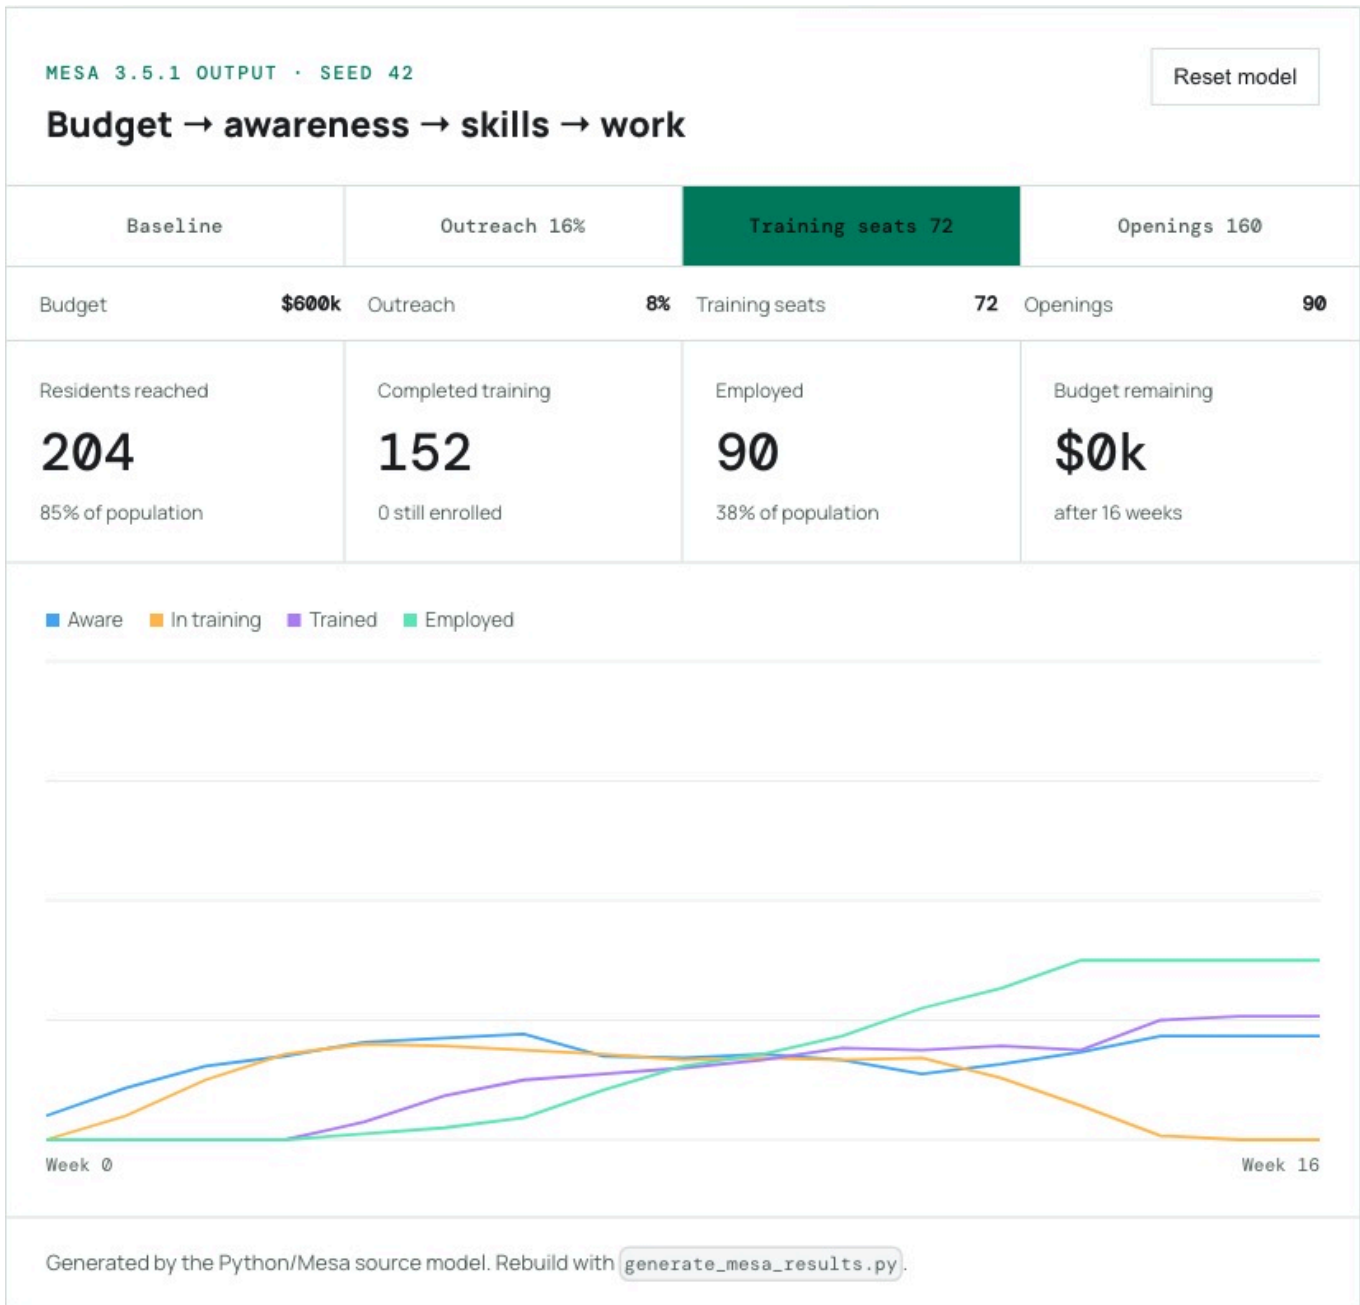 MESA 3.5.1 OUTPUT · SEED 42
Reset model
Budget → awareness → skills → work
Baseline
Outreach 16%
Training seats 72
Openings 160
Budget $600k
Outreach 8%
Training seats 72
Openings 90
Residents reached
204
85% of population
Completed training
152
0 still enrolled
Employed
90
38% of population
Budget remaining
$0k
after 16 weeks
Aware
In training
Trained
Employed
Week 0
Week 16
Generated by the Python/Mesa source model. Rebuild with generate_mesa_results.py.